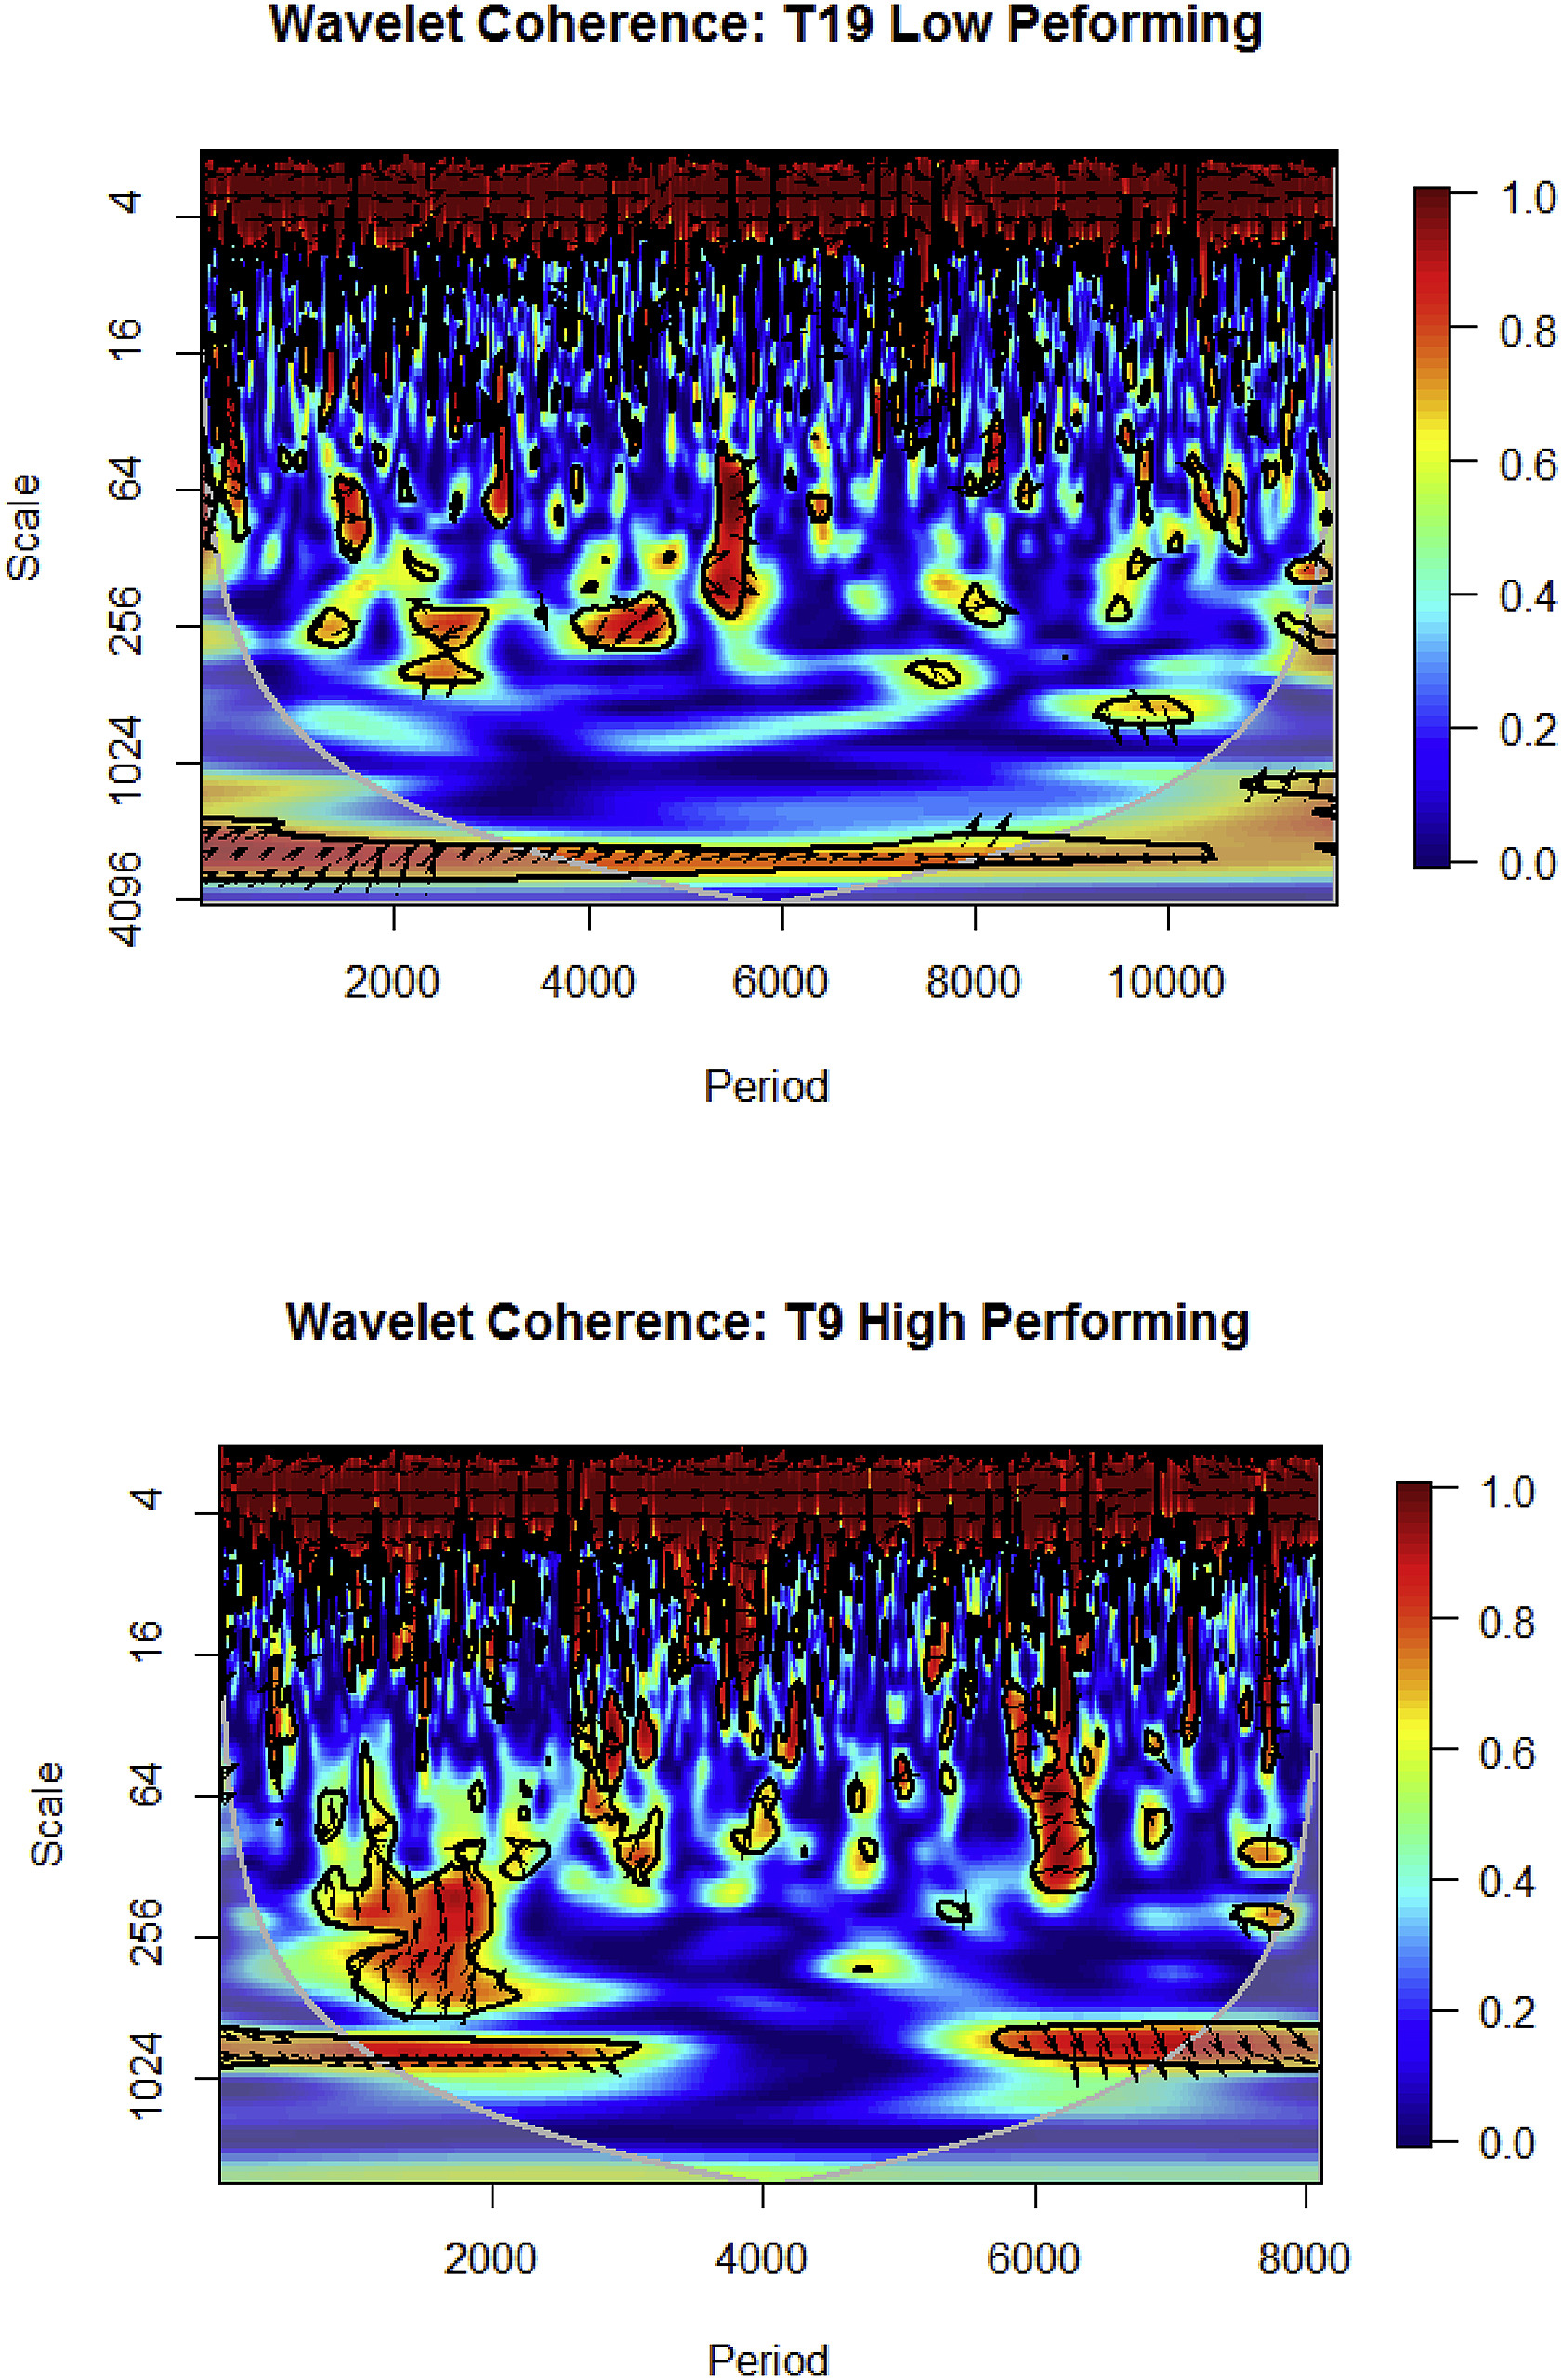 Wavelet Coherence: T19 Low Peforming
Scale
4
16
64
256
1024
4096
2000 4000 6000 8000 10000
Period
1.0
0.8
0.6
0.4
0.2
0.0
Wavelet Coherence: T9 High Performing
Scale
4
16
64
256
1024
2000 4000 6000 8000
Period
1.0
0.8
0.6
0.4
0.2
0.0